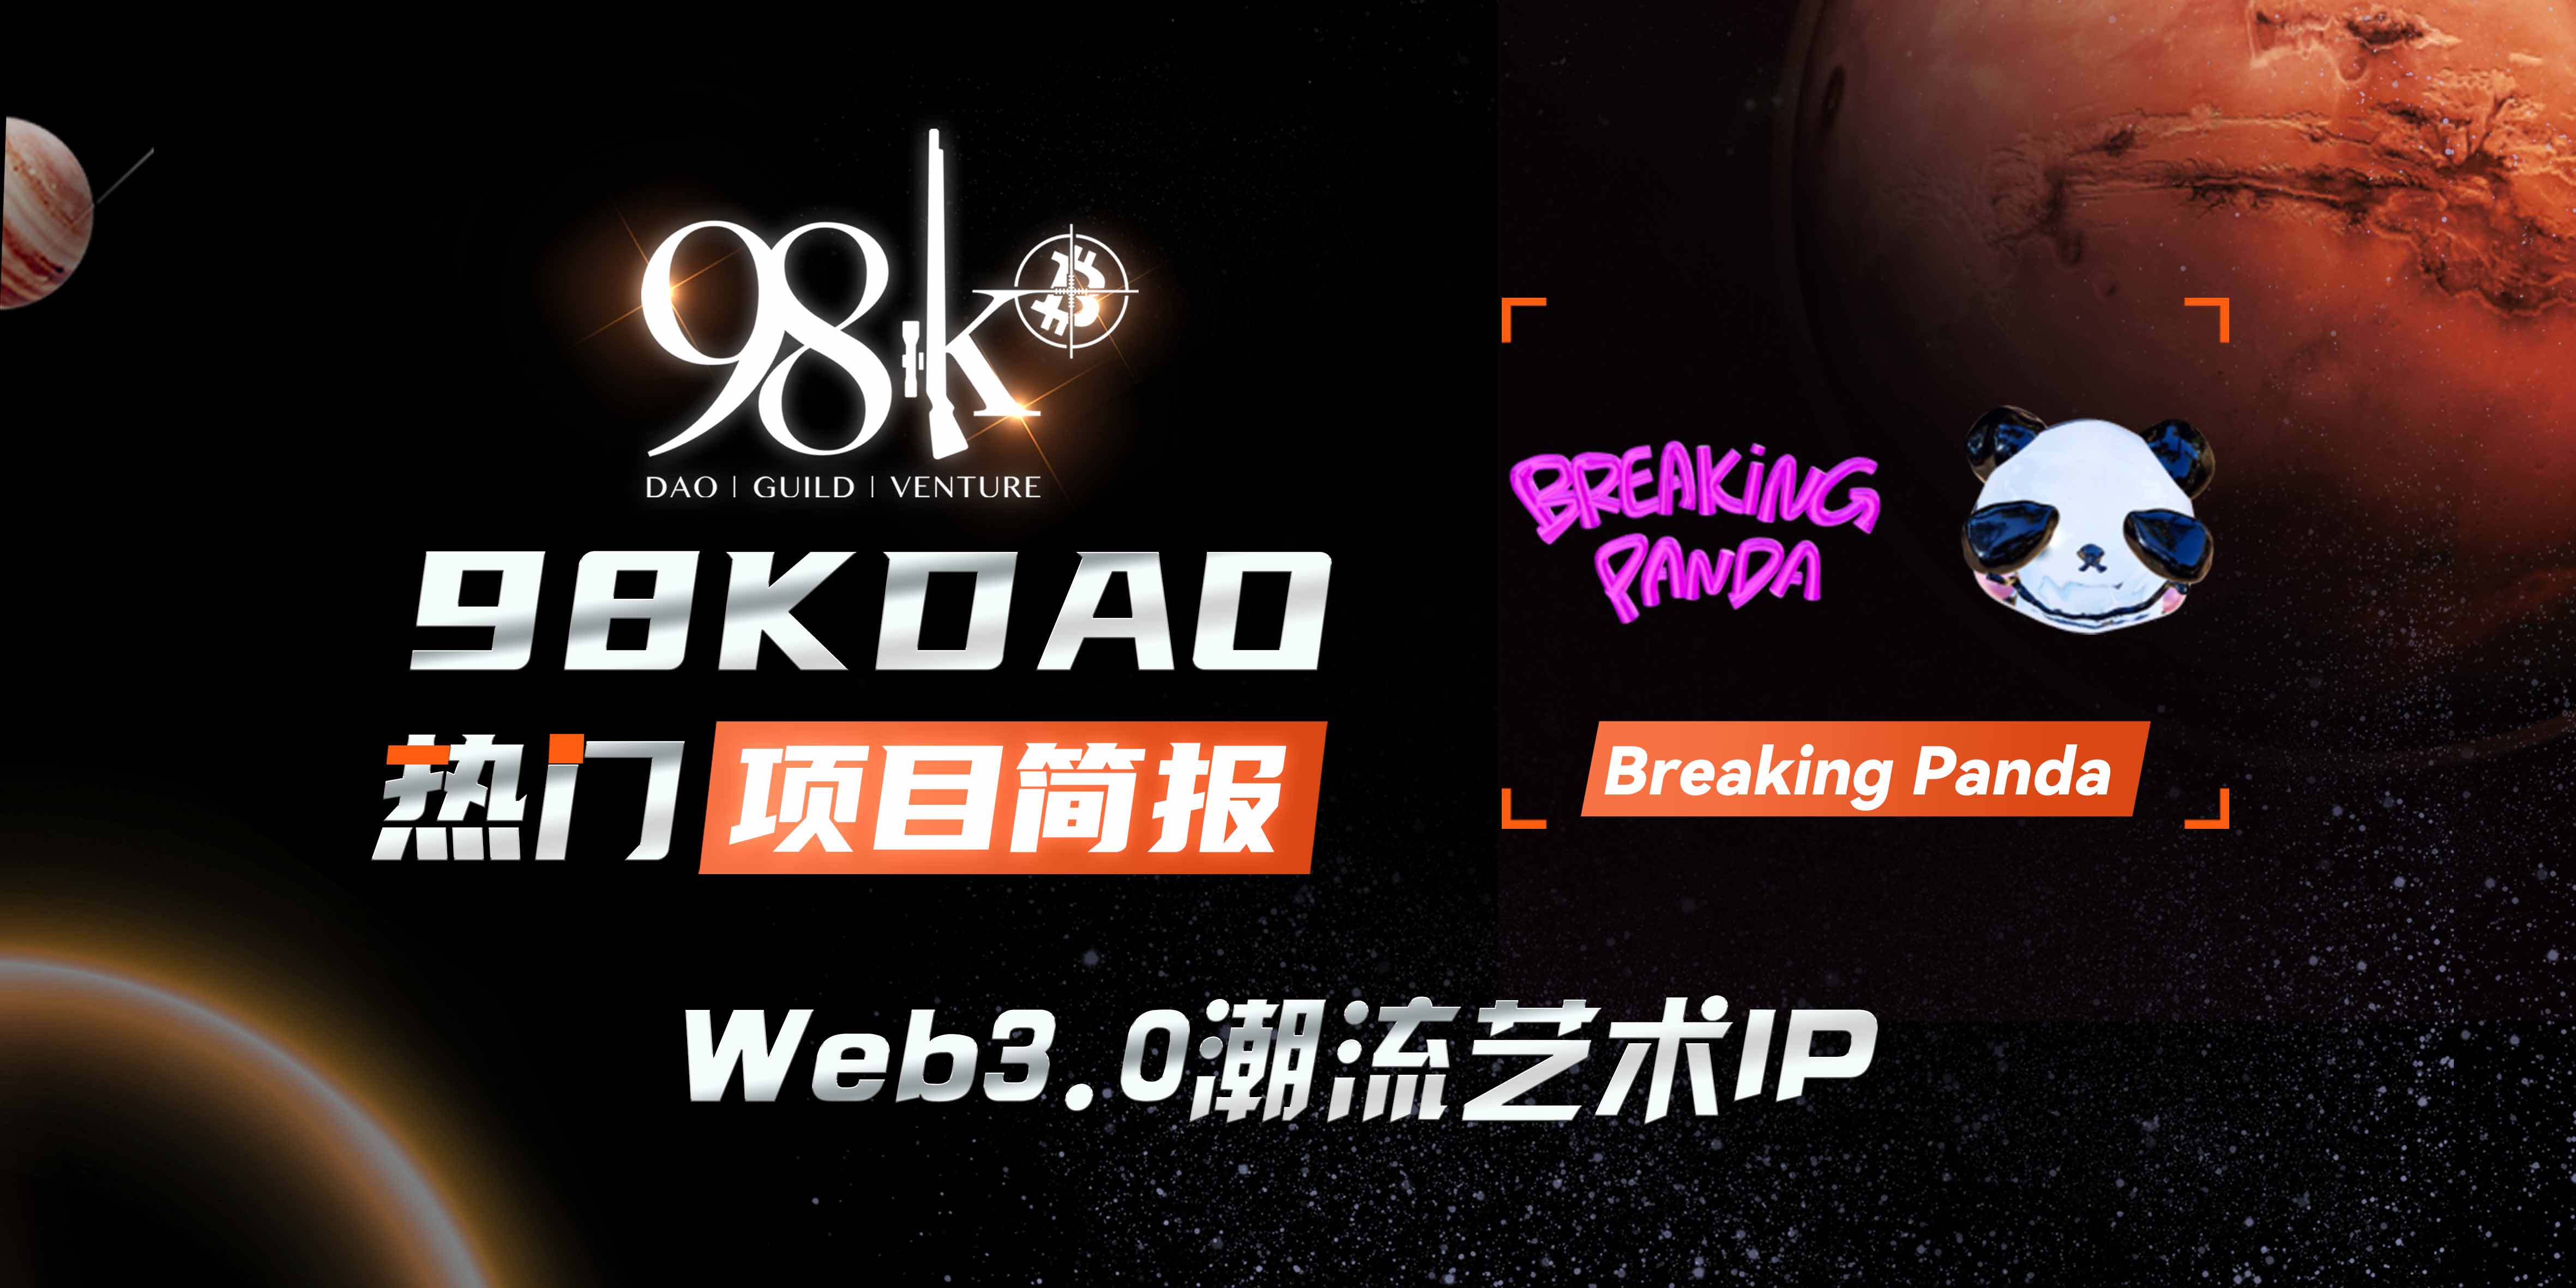 98k
DAO | GUILD | VENTURE
98KDAO
热门项目简报
BREAKING
PANDA
Breaking Panda
Web3.0潮流艺术IP